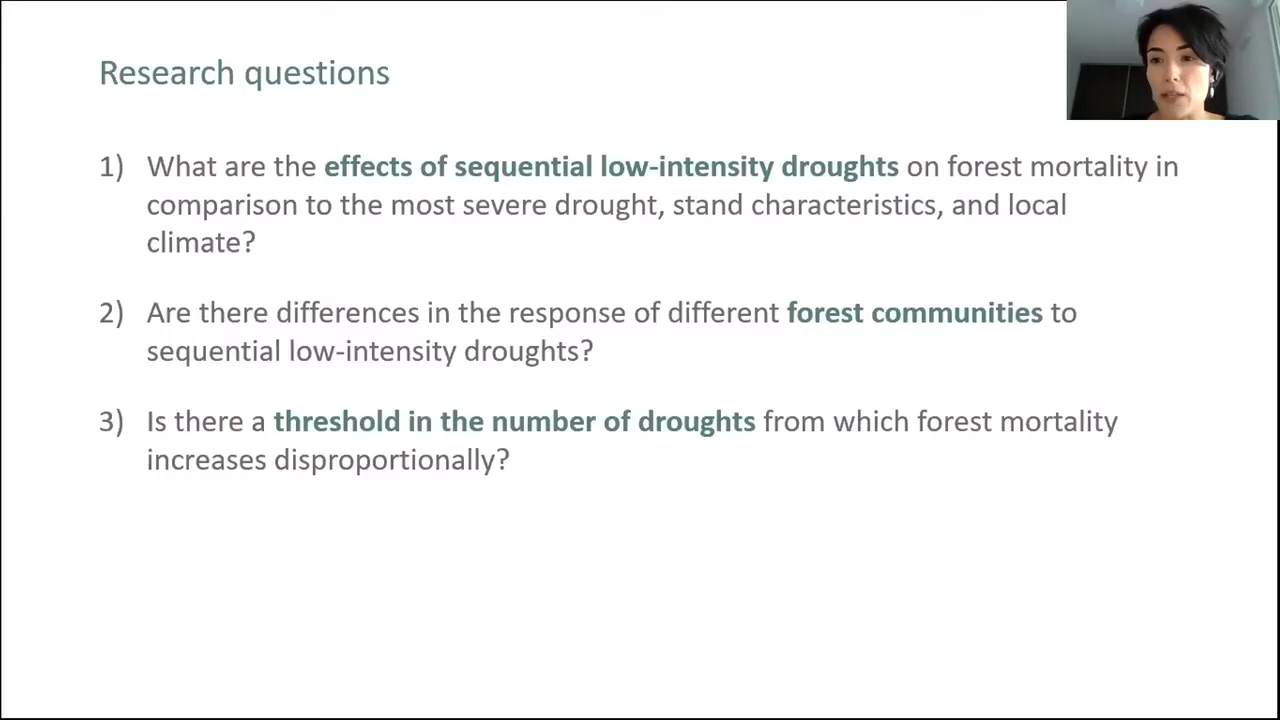 Research questions
1) What are the effects of sequential low-intensity droughts on forest mortality in
comparison to the most severe drought, stand characteristics, and local
climate?
2) Are there differences in the response of different forest communities to
sequential low-intensity droughts?
3) Is there a threshold in the number of droughts from which forest mortality
increases disproportionally?